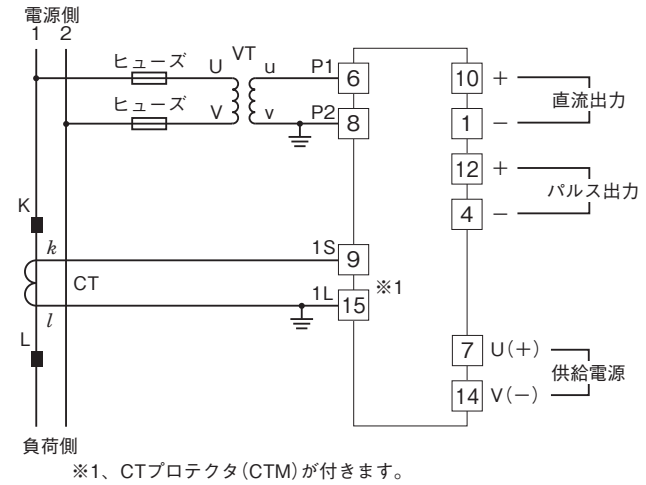 電源側
1 2
ヒューズ U VT u P1 6 10 +
直流出力
ヒューズ V v P2 8 1 −
12 +
パルス出力
4 −
K
k 1S 9
CT ※1
l 1L 15
L
7 U(+)
供給電源
14 V(−)
負荷側
※1、CTプロテクタ(CTM)が付きます。